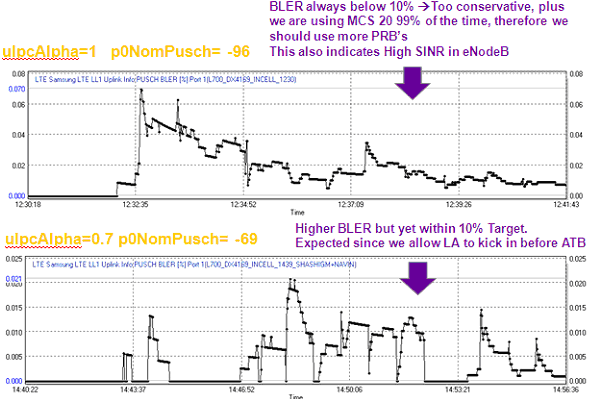 BLER always below 10% →Too conservative, plus
we are using MCS 20 99% of the time, therefore we
should use more PRB's
This also indicates High SINR in eNodeB
ulpcAlpha=1 p0NomPusch= -96
0.08 LTE Samsung LTE LL1 Uplink Info:PUSCH BLER [%] Port 1(L700_DX4169_INCELL_1230) 0.08
0.070
0.06 0.06
0.04 0.04
0.02 0.02
0.000 0.00
12:30:18 12:32:35 12:34:52 12:37:09 12:39:26 12:41:43
Time
ulpcAlpha=0.7 p0NomPusch= -69
Higher BLER but yet within 10% Target.
Expected since we allow LA to kick in before ATB
0.025 0.025
LTE Samsung LTE LL1 Uplink Info:PUSCH BLER [%] Port 1(L700_DX4169_INCELL_1439_SHASHIGM+NAVIN)
0.021
0.020
0.015 0.015
0.010 0.010
0.005 0.005
0.000 0.000
14:40:22 14:43:37 14:46:52 14:50:06 14:53:21 14:56:36
Time